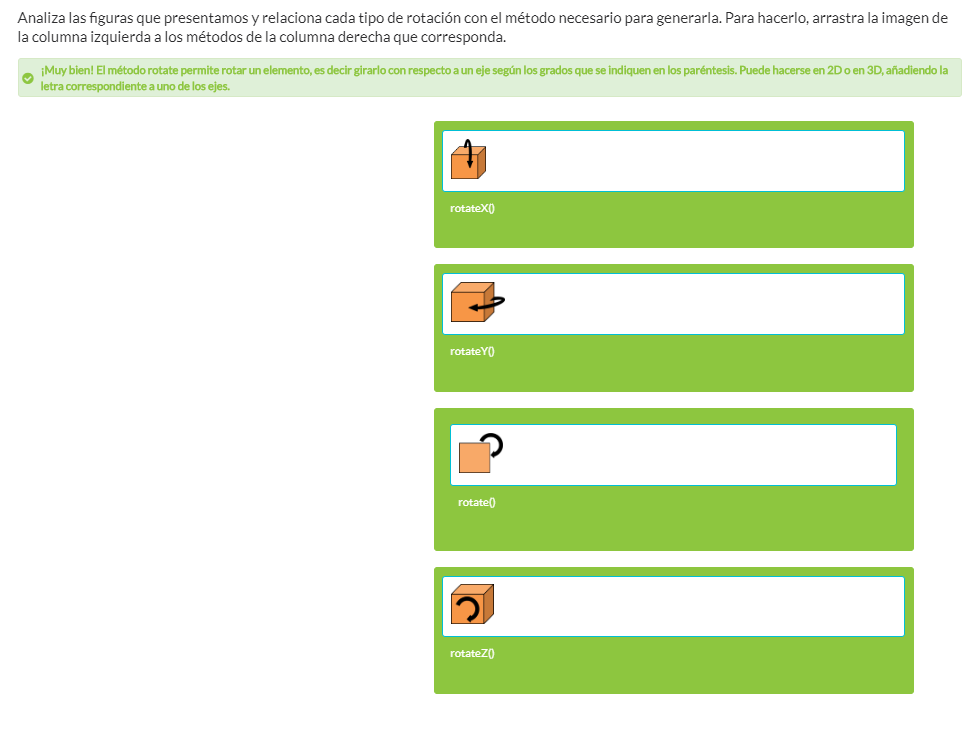 Analiza las figuras que presentamos y relaciona cada tipo de rotación con el método necesario para generarla. Para hacerlo, arrastra la imagen de
la columna izquierda a los métodos de la columna derecha que corresponda.
¡Muy bien! El método rotate permite rotar un elemento, es decir girarlo con respecto a un eje según los grados que se indiquen en los paréntesis. Puede hacerse en 2D o en 3D, añadiendo la
letra correspondiente a uno de los ejes.
rotateX()
rotateY()
rotate()
rotateZ()